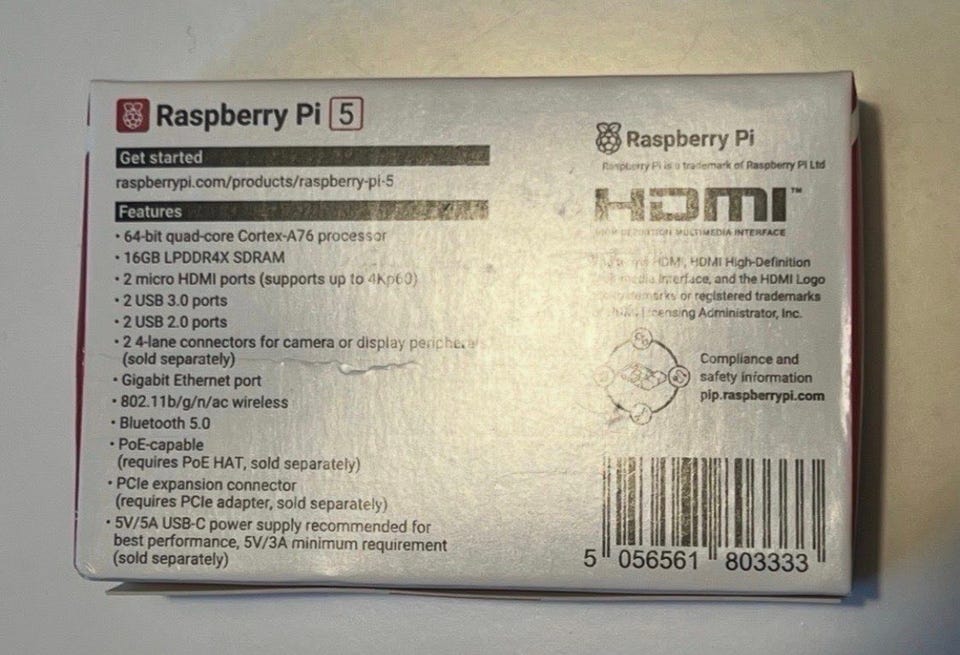 Raspberry Pi 5
Get started
raspberrypi.com/products/raspberry-pi-5
Features
• 64-bit quad-core Cortex-A76 processor
• 16GB LPDDR4X SDRAM
• 2 micro HDMI ports (supports up to 4Kp60)
• 2 USB 3.0 ports
• 2 USB 2.0 ports
• 2 4-lane connectors for camera or display
(sold separately)
• Gigabit Ethernet port
• 802.11b/g/n/ac wireless
• Bluetooth 5.0
• PoE-capable
(requires PoE HAT, sold separately)
• PCIe expansion connector
(requires PCIe adapter, sold separately)
• 5V/5A USB-C power supply recommended for
best performance, 5V/3A minimum requirement
(sold separately)
Raspberry Pi
Raspberry Pi is a trademark of Raspberry Pi Ltd
HDMI™
HIGH DEFINITION MULTIMEDIA INTERFACE
HDMI, HDMI High-Definition
Interface, and the HDMI Logo
or registered trademarks
Licensing Administrator, Inc.
Compliance and
safety information
pip.raspberrypi.com
5 056561 803333